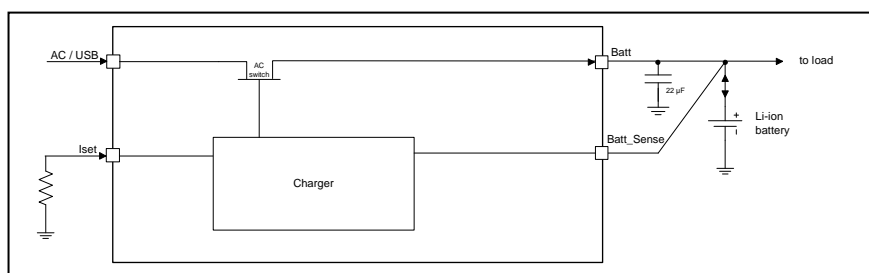 AC / USB
AC
switch
Batt
to load
22 µF
+
Li-ion
battery
Iset
Batt_Sense
Charger